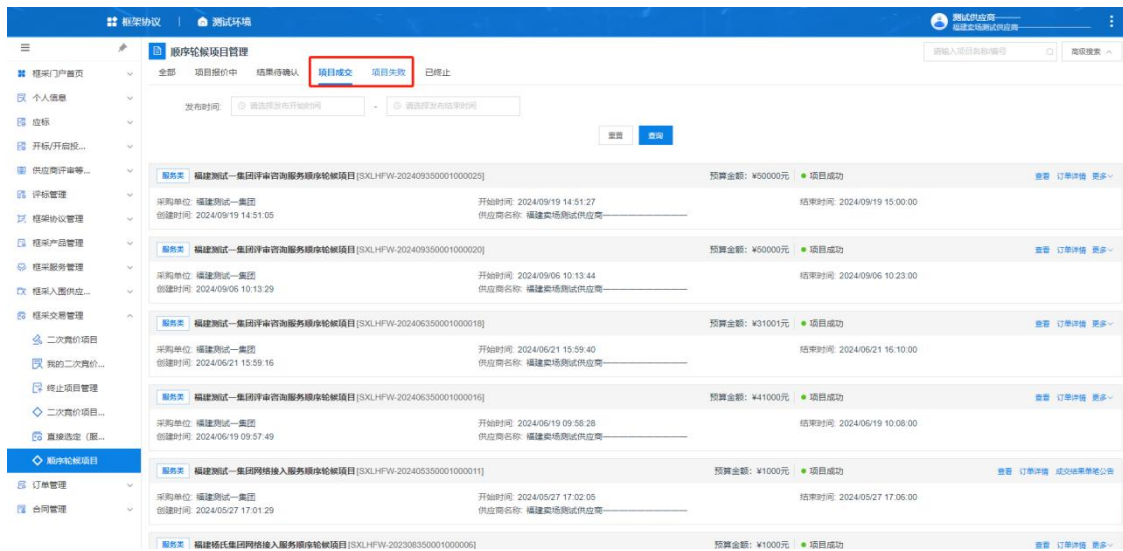 框架协议 | 测试环境
测试供应商————
福建卖场测试供应商————————
顺序轮候项目管理
请输入项目名称/编号
高级搜索
全部 项目报价中 结果待确认 项目成交 项目失败 已终止
发布时间: 请选择发布开始时间 - 请选择发布结束时间
重置 查询
框采门户首页
个人信息
应标
开标/开启投...
供应商评审等...
评标管理
框架协议管理
框采产品管理
框采服务管理
框采入围供应...
框采交易管理
二次竞价项目
我的二次竞价...
终止项目管理
二次竞价项目...
直接选定（服...
顺序轮候项目
订单管理
合同管理
服务类 福建测试一集团评审咨询服务顺序轮候项目[SXLHFW-202409350001000025] 预算金额: ¥50000元 项目成功 查看 订单详情 更多
采购单位: 福建测试一集团 开始时间: 2024/09/19 14:51:27 结束时间: 2024/09/19 15:00:00
创建时间: 2024/09/19 14:51:05 供应商名称: 福建卖场测试供应商————————
服务类 福建测试一集团评审咨询服务顺序轮候项目[SXLHFW-202409350001000020] 预算金额: ¥50000元 项目成功 查看 订单详情 更多
采购单位: 福建测试一集团 开始时间: 2024/09/06 10:13:44 结束时间: 2024/09/06 10:23:00
创建时间: 2024/09/06 10:13:29 供应商名称: 福建卖场测试供应商————————
服务类 福建测试一集团评审咨询服务顺序轮候项目[SXLHFW-202406350001000018] 预算金额: ¥31001元 项目成功 查看 订单详情 更多
采购单位: 福建测试一集团 开始时间: 2024/06/21 15:59:40 结束时间: 2024/06/21 16:10:00
创建时间: 2024/06/21 15:59:16 供应商名称: 福建卖场测试供应商————————
服务类 福建测试一集团评审咨询服务顺序轮候项目[SXLHFW-202406350001000016] 预算金额: ¥41000元 项目成功 查看 订单详情 更多
采购单位: 福建测试一集团 开始时间: 2024/06/19 09:58:28 结束时间: 2024/06/19 10:08:00
创建时间: 2024/06/19 09:57:49 供应商名称: 福建卖场测试供应商————————
服务类 福建测试一集团网络接入服务顺序轮候项目[SXLHFW-202405350001000011] 预算金额: ¥1000元 项目成功 查看 订单详情 成交结果单笔公告
采购单位: 福建测试一集团 开始时间: 2024/05/27 17:02:05 结束时间: 2024/05/27 17:06:00
创建时间: 2024/05/27 17:01:29 供应商名称: 福建卖场测试供应商————————
服务类 福建杨氏集团网络接入服务顺序轮候项目[SXLHFW-202308350001000006] 预算金额: ¥1000元 项目成功 查看 订单详情 更多